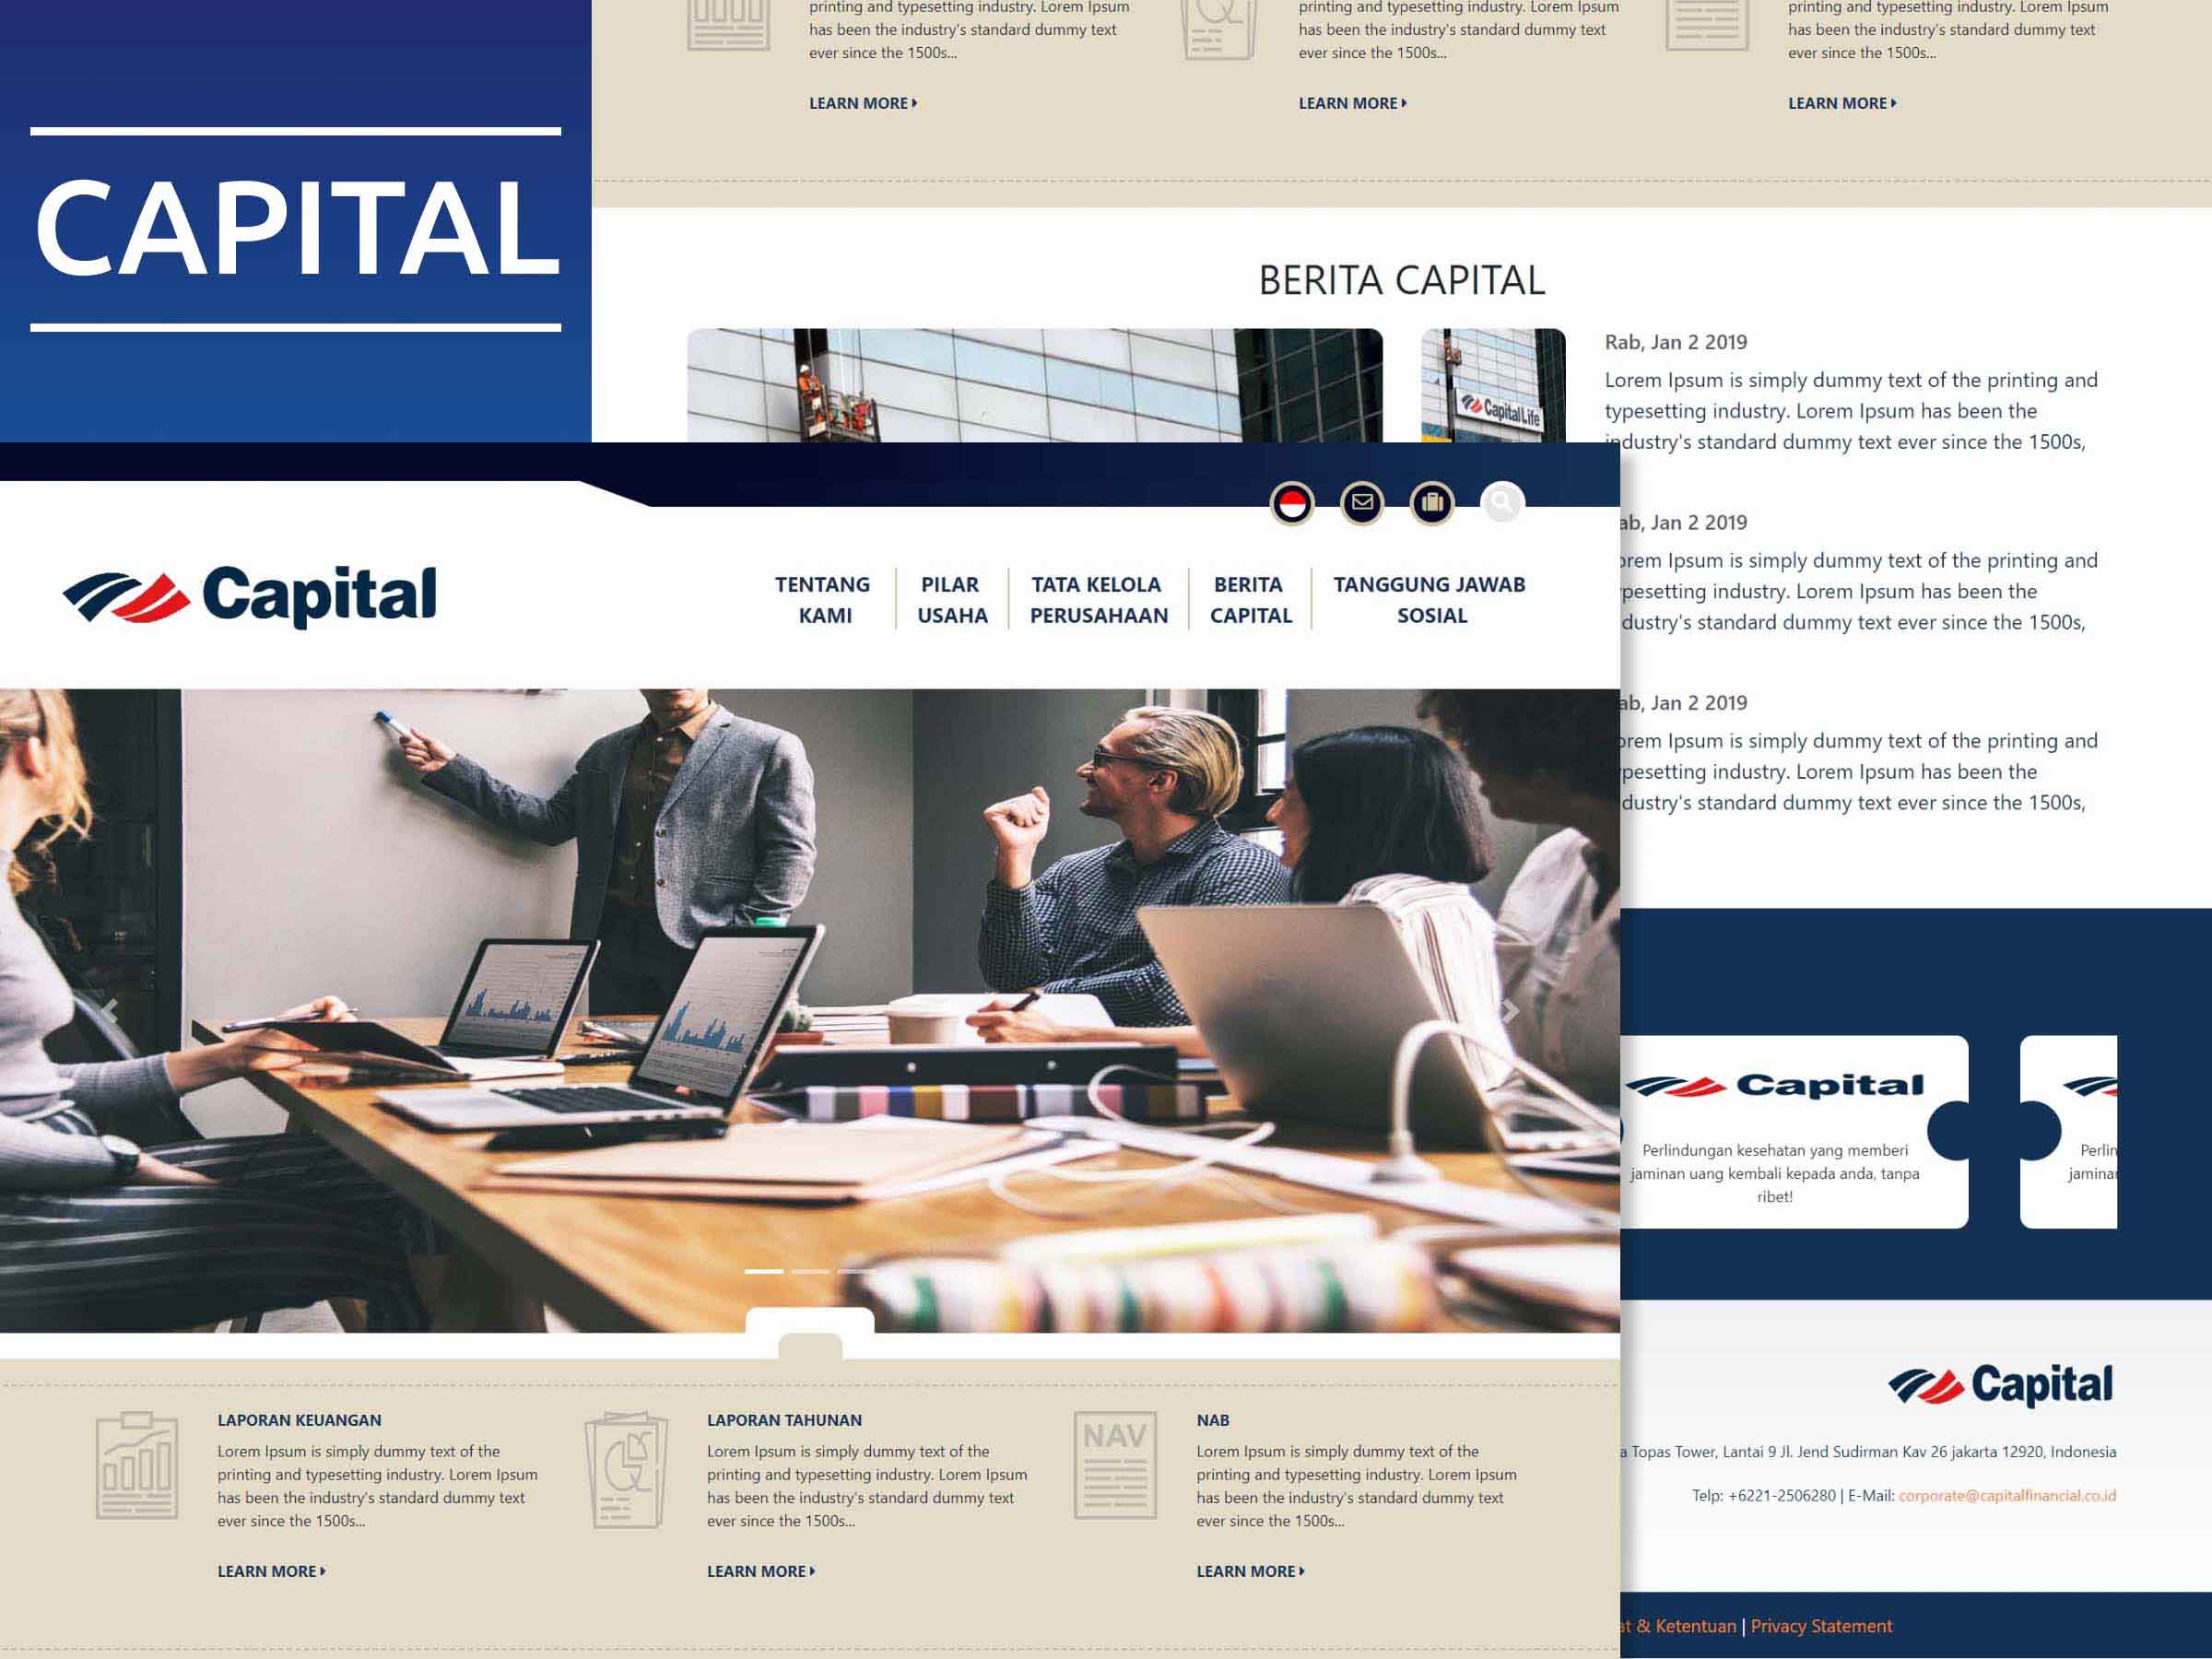 CAPITAL
printing and typesetting industry. Lorem Ipsum
has been the industry's standard dummy text
ever since the 1500s...
LEARN MORE
printing and typesetting industry. Lorem Ipsum
has been the industry's standard dummy text
ever since the 1500s...
LEARN MORE
printing and typesetting industry. Lorem Ipsum
has been the industry's standard dummy text
ever since the 1500s...
LEARN MORE
BERITA CAPITAL
CapitalLife
Rab, Jan 2 2019
Lorem Ipsum is simply dummy text of the printing and
typesetting industry. Lorem Ipsum has been the
industry's standard dummy text ever since the 1500s,
ab, Jan 2 2019
orem Ipsum is simply dummy text of the printing and
pesetting industry. Lorem Ipsum has been the
dustry's standard dummy text ever since the 1500s,
ab, Jan 2 2019
orem Ipsum is simply dummy text of the printing and
pesetting industry. Lorem Ipsum has been the
dustry's standard dummy text ever since the 1500s,
Capital
TENTANG
KAMI
PILAR
USAHA
TATA KELOLA
PERUSAHAAN
BERITA
CAPITAL
TANGGUNG JAWAB
SOSIAL
Capital
Perlindungan kesehatan yang memberi
jaminan uang kembali kepada anda, tanpa
ribet!
Perlin
jaminar
LAPORAN KEUANGAN
Lorem Ipsum is simply dummy text of the
printing and typesetting industry. Lorem Ipsum
has been the industry's standard dummy text
ever since the 1500s...
LEARN MORE
LAPORAN TAHUNAN
Lorem Ipsum is simply dummy text of the
printing and typesetting industry. Lorem Ipsum
has been the industry's standard dummy text
ever since the 1500s...
LEARN MORE
NAV
NAB
Lorem Ipsum is simply dummy text of the
printing and typesetting industry. Lorem Ipsum
has been the industry's standard dummy text
ever since the 1500s...
LEARN MORE
Capital
a Topas Tower, Lantai 9 Jl. Jend Sudirman Kav 26 jakarta 12920, Indonesia
Telp: +6221-2506280 | E-Mail: corporate@capitalfinancial.co.id
at & Ketentuan | Privacy Statement